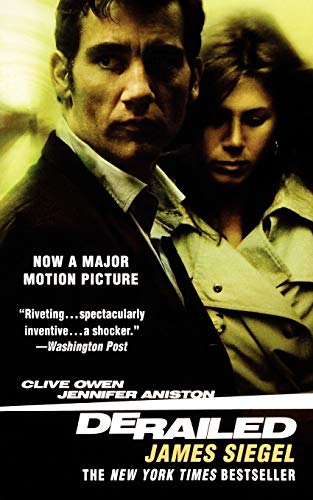 NOW A MAJOR
MOTION PICTURE
“Riveting...spectacularly
inventive...a shocker.”
—Washington Post
CLIVE OWEN
JENNIFER ANISTON
DERAILED
JAMES SIEGEL
THE NEW YORK TIMES BESTSELLER